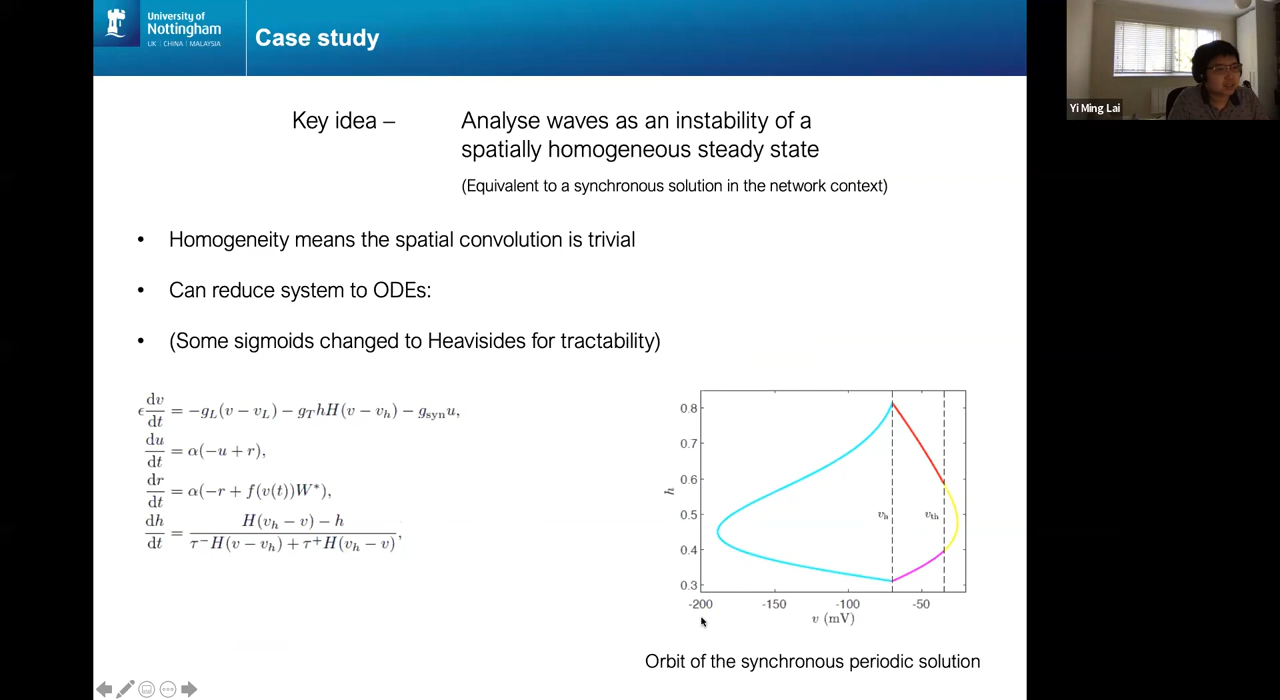 University of
Nottingham
UK | CHINA | MALAYSIA
Case study
Yi Ming Lai
Key idea –
Analyse waves as an instability of a
spatially homogeneous steady state
(Equivalent to a synchronous solution in the network context)
• Homogeneity means the spatial convolution is trivial
• Can reduce system to ODEs:
• (Some sigmoids changed to Heavisides for tractability)
ϵ dv/dt = −g_L(v − v_L) − g_T hH(v − v_h) − g_syn u,
du/dt = α(−u + r),
dr/dt = α(−r + f(v(t))W*),
dh/dt = (H(v_h − v) − h) / (τ⁻H(v − v_h) + τ⁺H(v_h − v)),
0.8
0.7
0.6
0.5
0.4
0.3
h
v_h
v_th
-200 -150 -100 -50
v (mV)
Orbit of the synchronous periodic solution